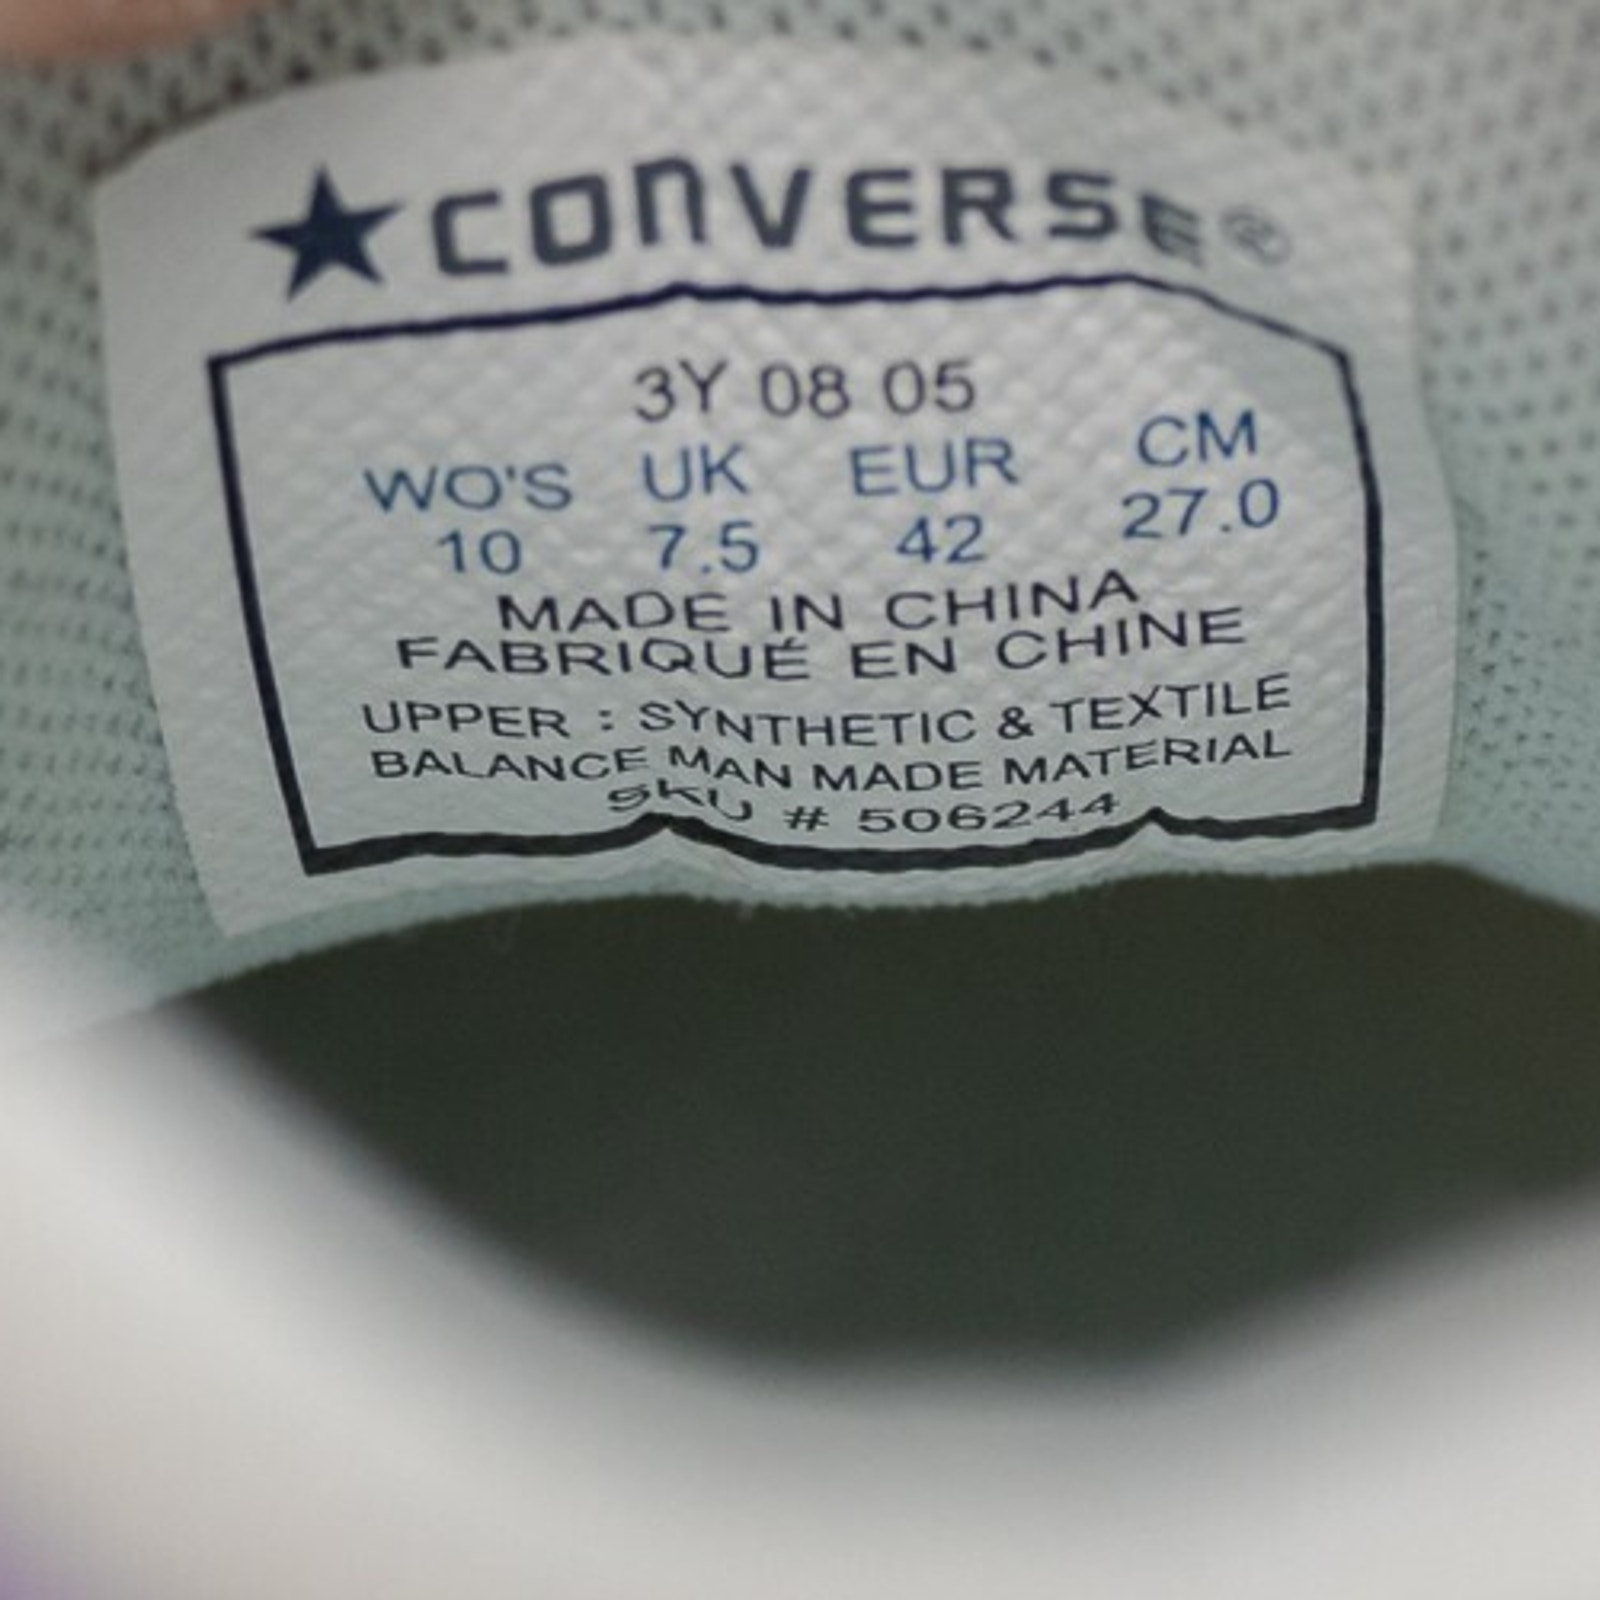 CONVERSE®
3Y 08 05
WO'S UK EUR CM
10 7.5 42 27.0
MADE IN CHINA
FABRIQUÉ EN CHINE
UPPER : SYNTHETIC & TEXTILE
BALANCE MAN MADE MATERIAL
SKU # 506244